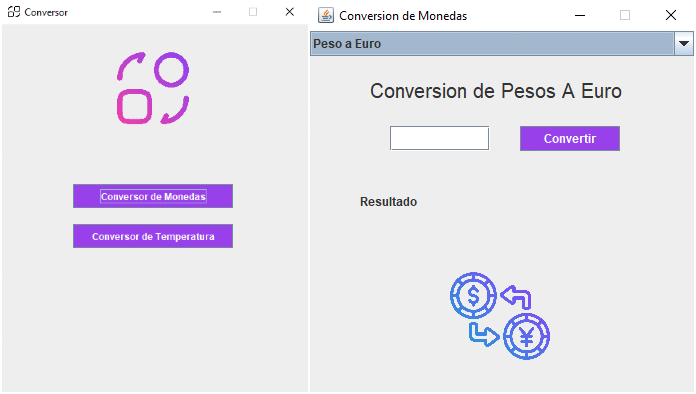 Conversor
Conversor de Monedas
Conversor de Temperatura
Conversion de Monedas
Peso a Euro
Conversion de Pesos A Euro
Convertir
Resultado
$
¥